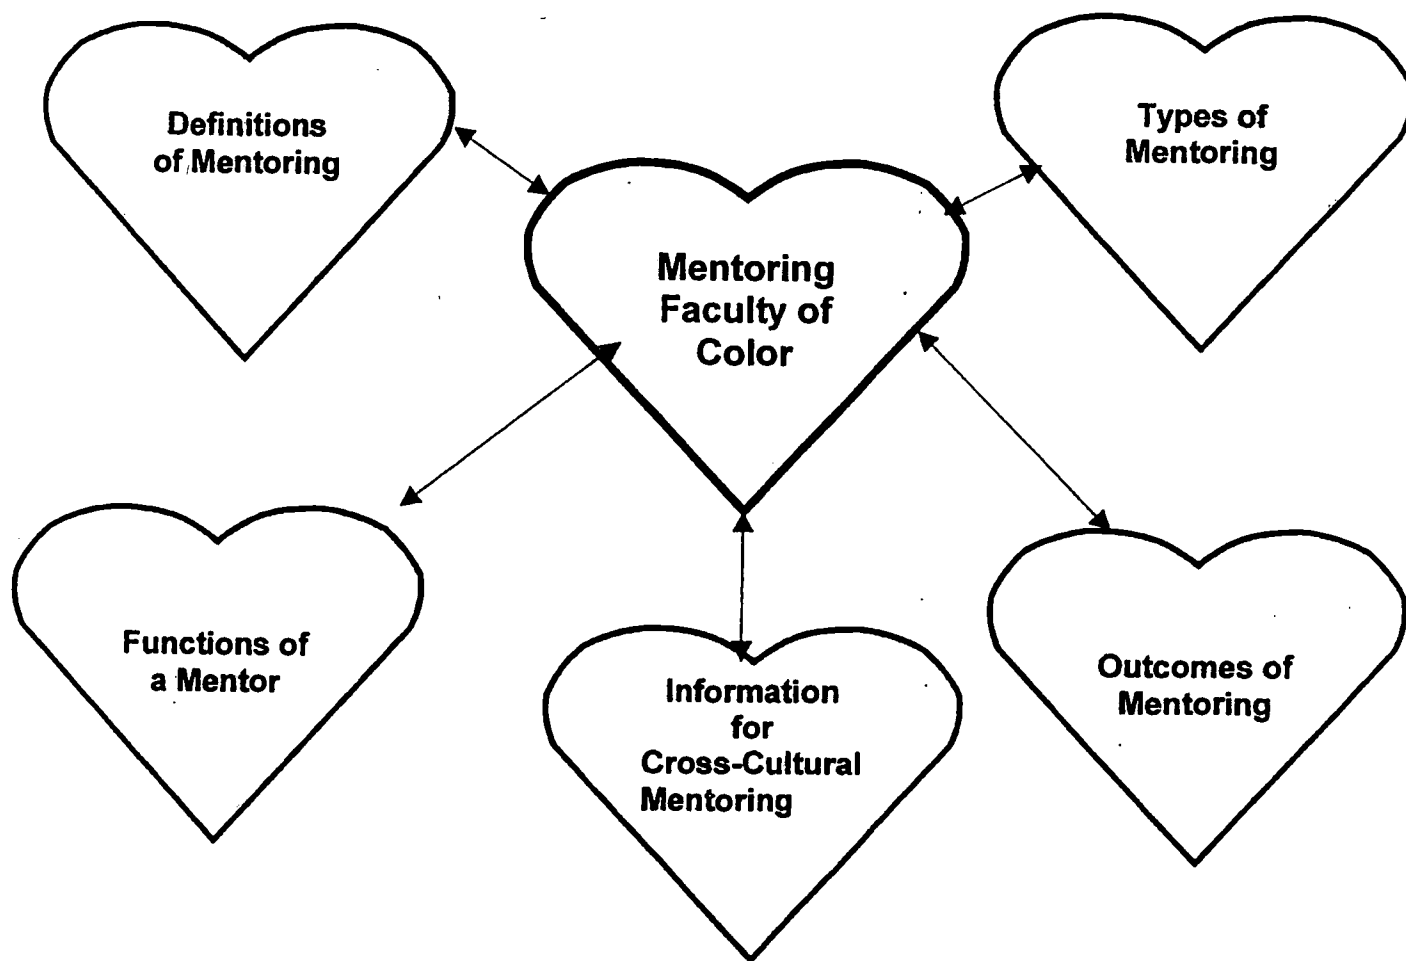 Definitions
of Mentoring
Types of
Mentoring
Mentoring
Faculty of
Color
Functions of
a Mentor
Information
for
Cross-Cultural
Mentoring
Outcomes of
Mentoring